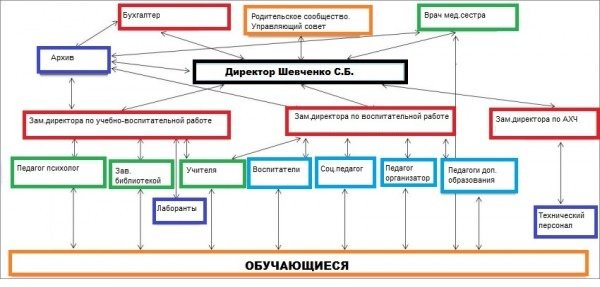 Бухгалтер
Родительское сообщество.
Управляющий совет
Врач мед.сестра
Архив
Директор Шевченко С.Б.
Зам.директора по учебно-воспитательной работе
Зам.директора по воспитательной работе
Зам.директора по АХЧ
Педагог психолог
Зав.
библиотекой
Учителя
Воспитатели
Соц.педагог
Педагог
организатор
Педагоги доп.
образования
Лаборанты
Технический
персонал
ОБУЧАЮЩИЕСЯ